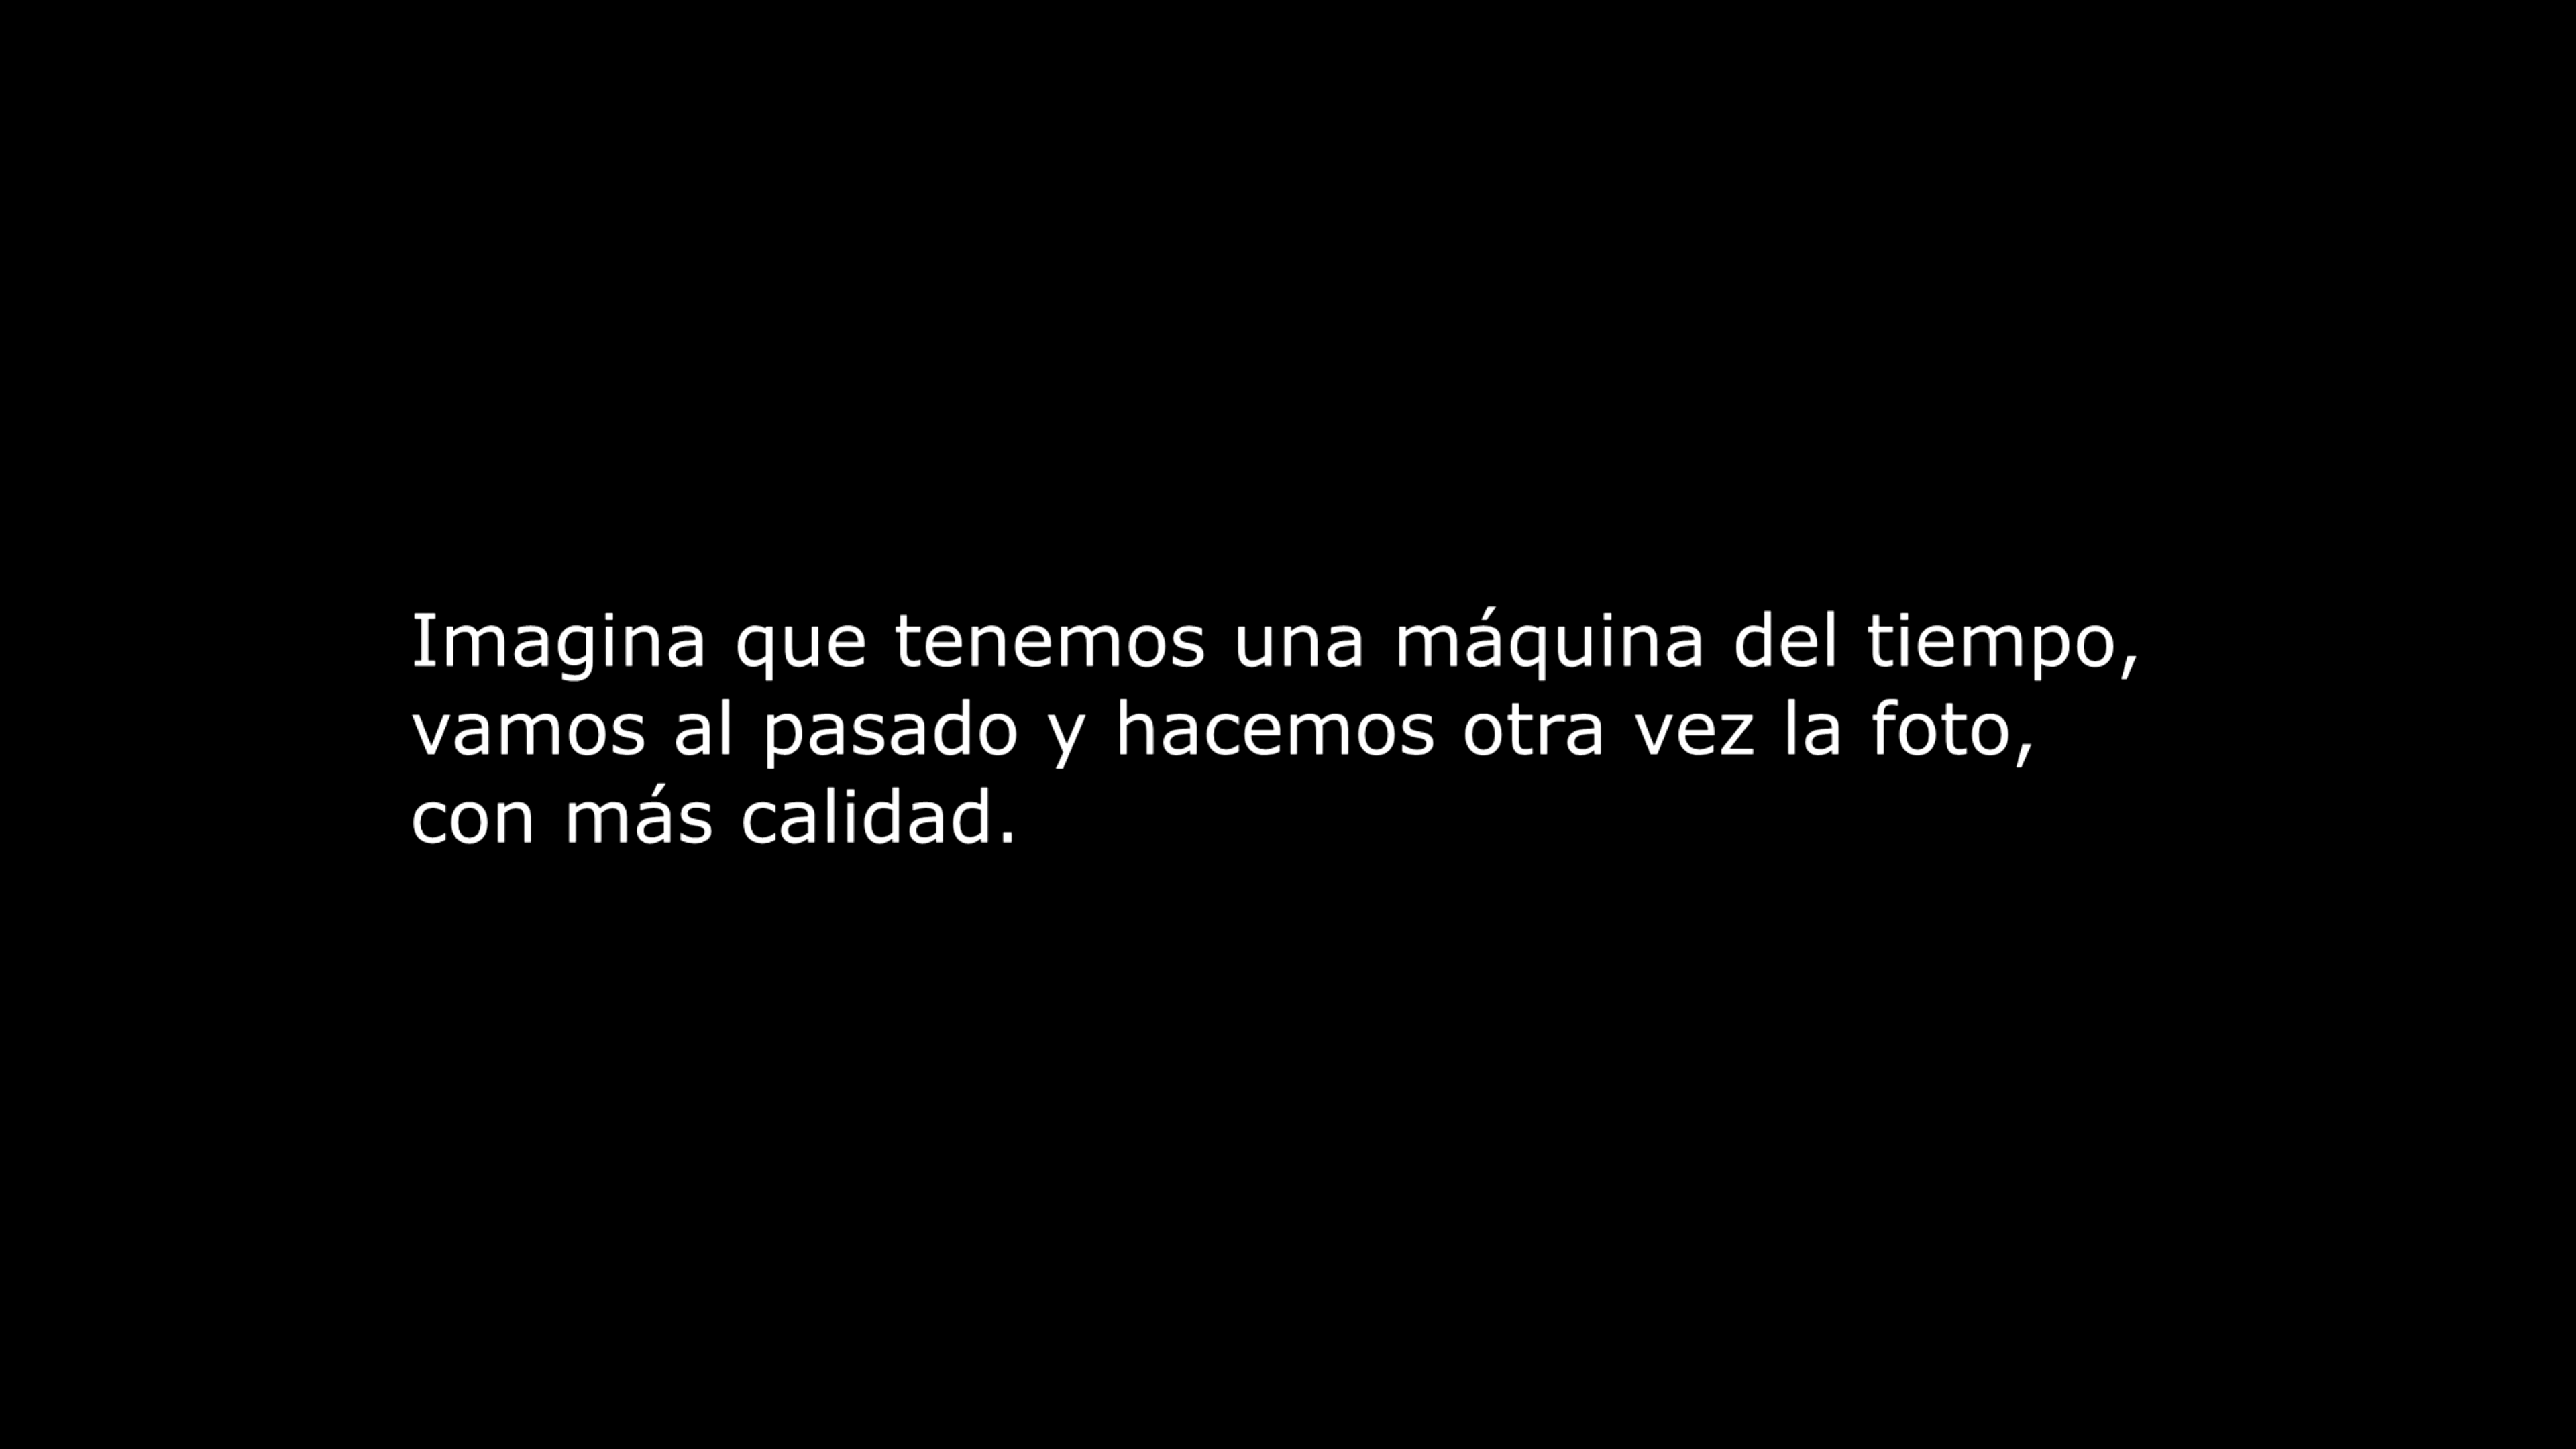 Imagina que tenemos una máquina del tiempo,
vamos al pasado y hacemos otra vez la foto,
con más calidad.